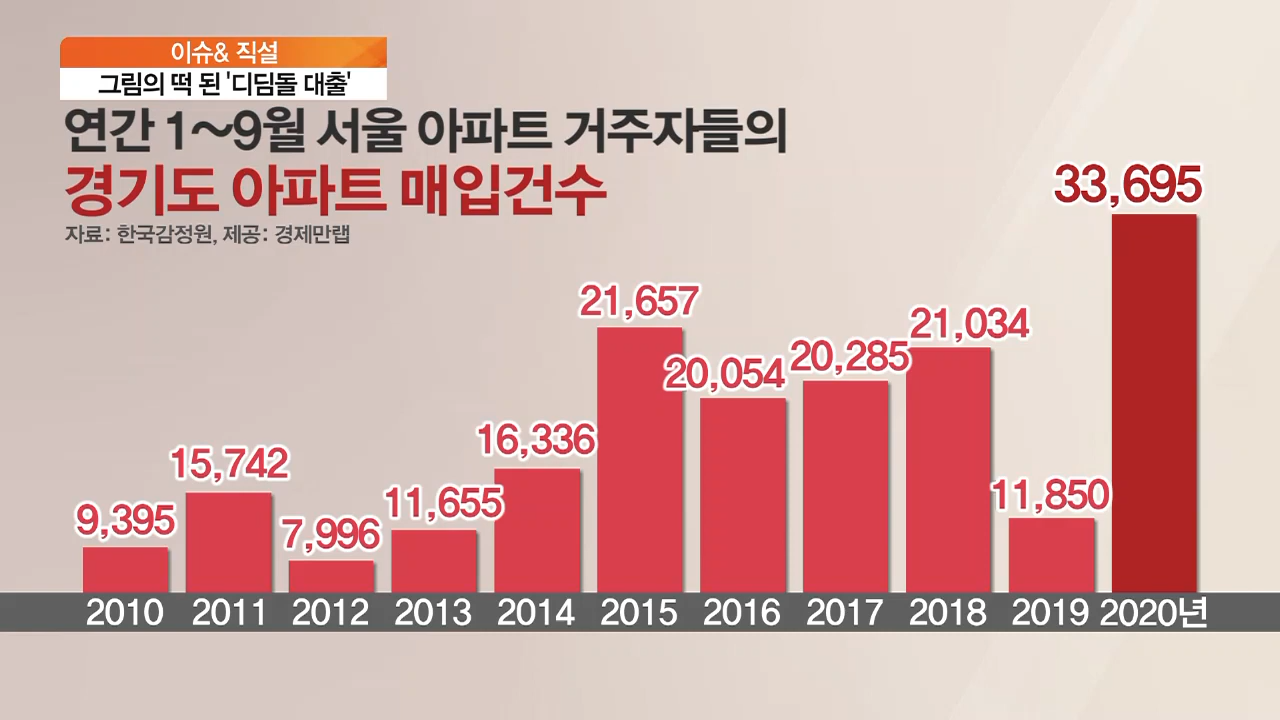 이슈& 직설
그림의 떡 된 '디딤돌 대출'
연간 1~9월 서울 아파트 거주자들의
경기도 아파트 매입건수
자료: 한국감정원, 제공: 경제만랩
9,395
15,742
7,996
11,655
16,336
21,657
20,054
20,285
21,034
11,850
33,695
2010 2011 2012 2013 2014 2015 2016 2017 2018 2019 2020년